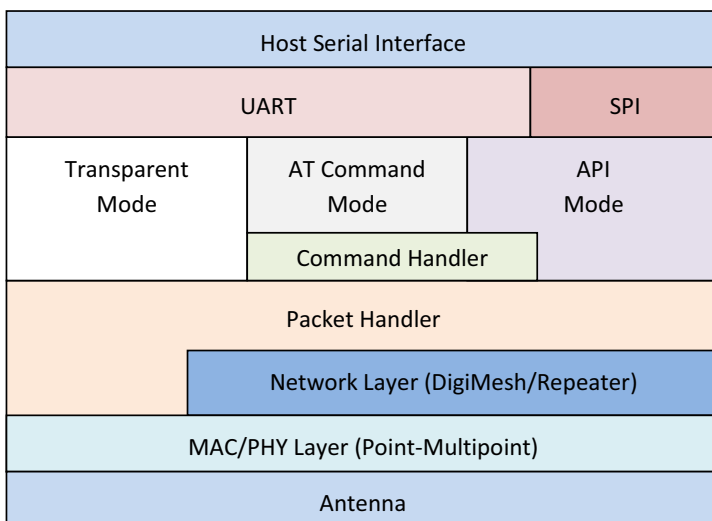 Host Serial Interface
UART
SPI
Transparent
Mode
AT Command
Mode
API
Mode
Command Handler
Packet Handler
Network Layer (DigiMesh/Repeater)
MAC/PHY Layer (Point-Multipoint)
Antenna